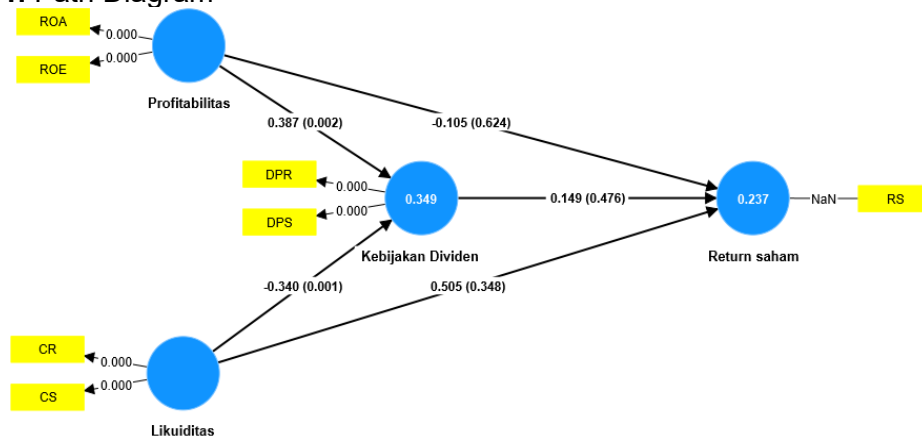 Path Diagram
ROA
0.000
ROE
0.000
Profitabilitas
0.387 (0.002)
-0.105 (0.624)
DPR
0.000
DPS
0.000
0.349
Kebijakan Dividen
0.149 (0.476)
0.237
Return saham
NaN
RS
-0.340 (0.001)
0.505 (0.348)
CR
0.000
CS
0.000
Likuiditas